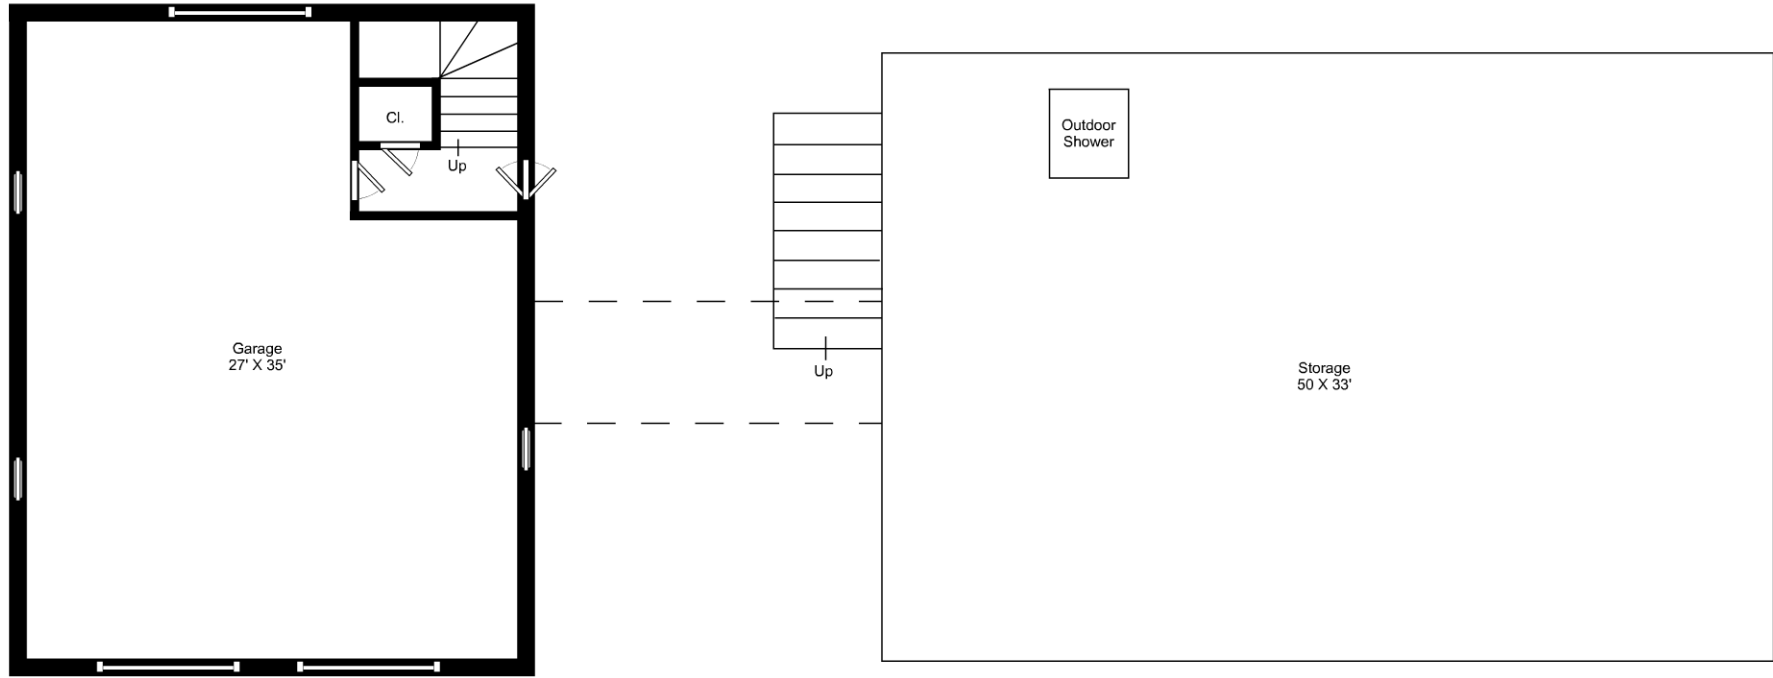 Cl.
Up
Outdoor
Shower
Garage
27' X 35'
Up
Storage
50 X 33'